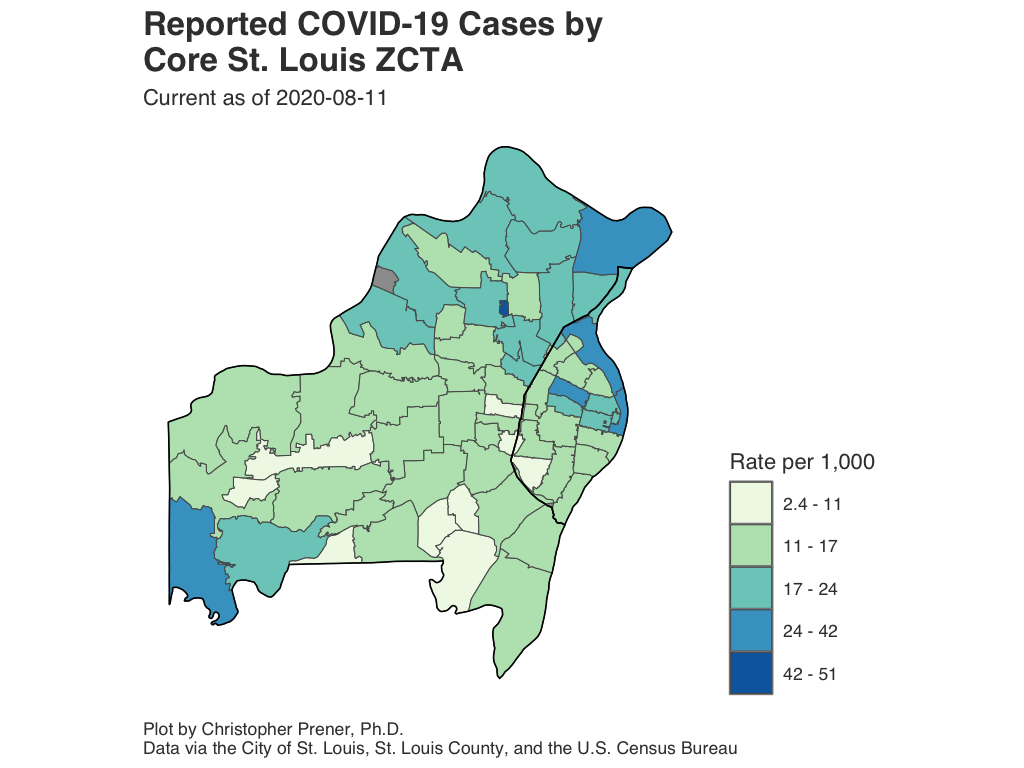 Reported COVID-19 Cases by
Core St. Louis ZCTA
Current as of 2020-08-11
Rate per 1,000
2.4 - 11
11 - 17
17 - 24
24 - 42
42 - 51
Plot by Christopher Prener, Ph.D.
Data via the City of St. Louis, St. Louis County, and the U.S. Census Bureau